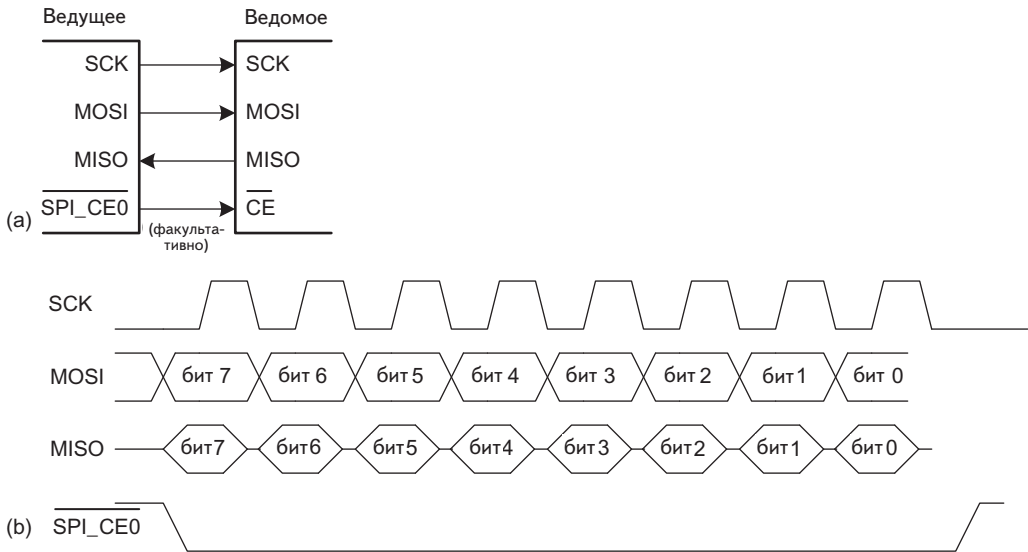 Ведущее Ведомое
SCK SCK
MOSI MOSI
MISO MISO
(a) SPI_CE0 CE
(факульта-
тивно)
SCK
MOSI бит 7 бит 6 бит 5 бит 4 бит 3 бит 2 бит 1 бит 0
MISO бит7 бит6 бит5 бит4 бит3 бит2 бит1 бит0
(b) SPI_CE0